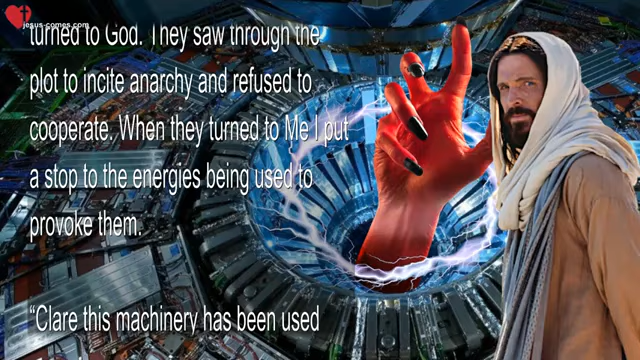 jesus-comes.com
turned to God. They saw through the
plot to incite anarchy and refused to
cooperate. When they turned to Me I put
a stop to the energies being used to
provoke them.
“Clare this machinery has been used